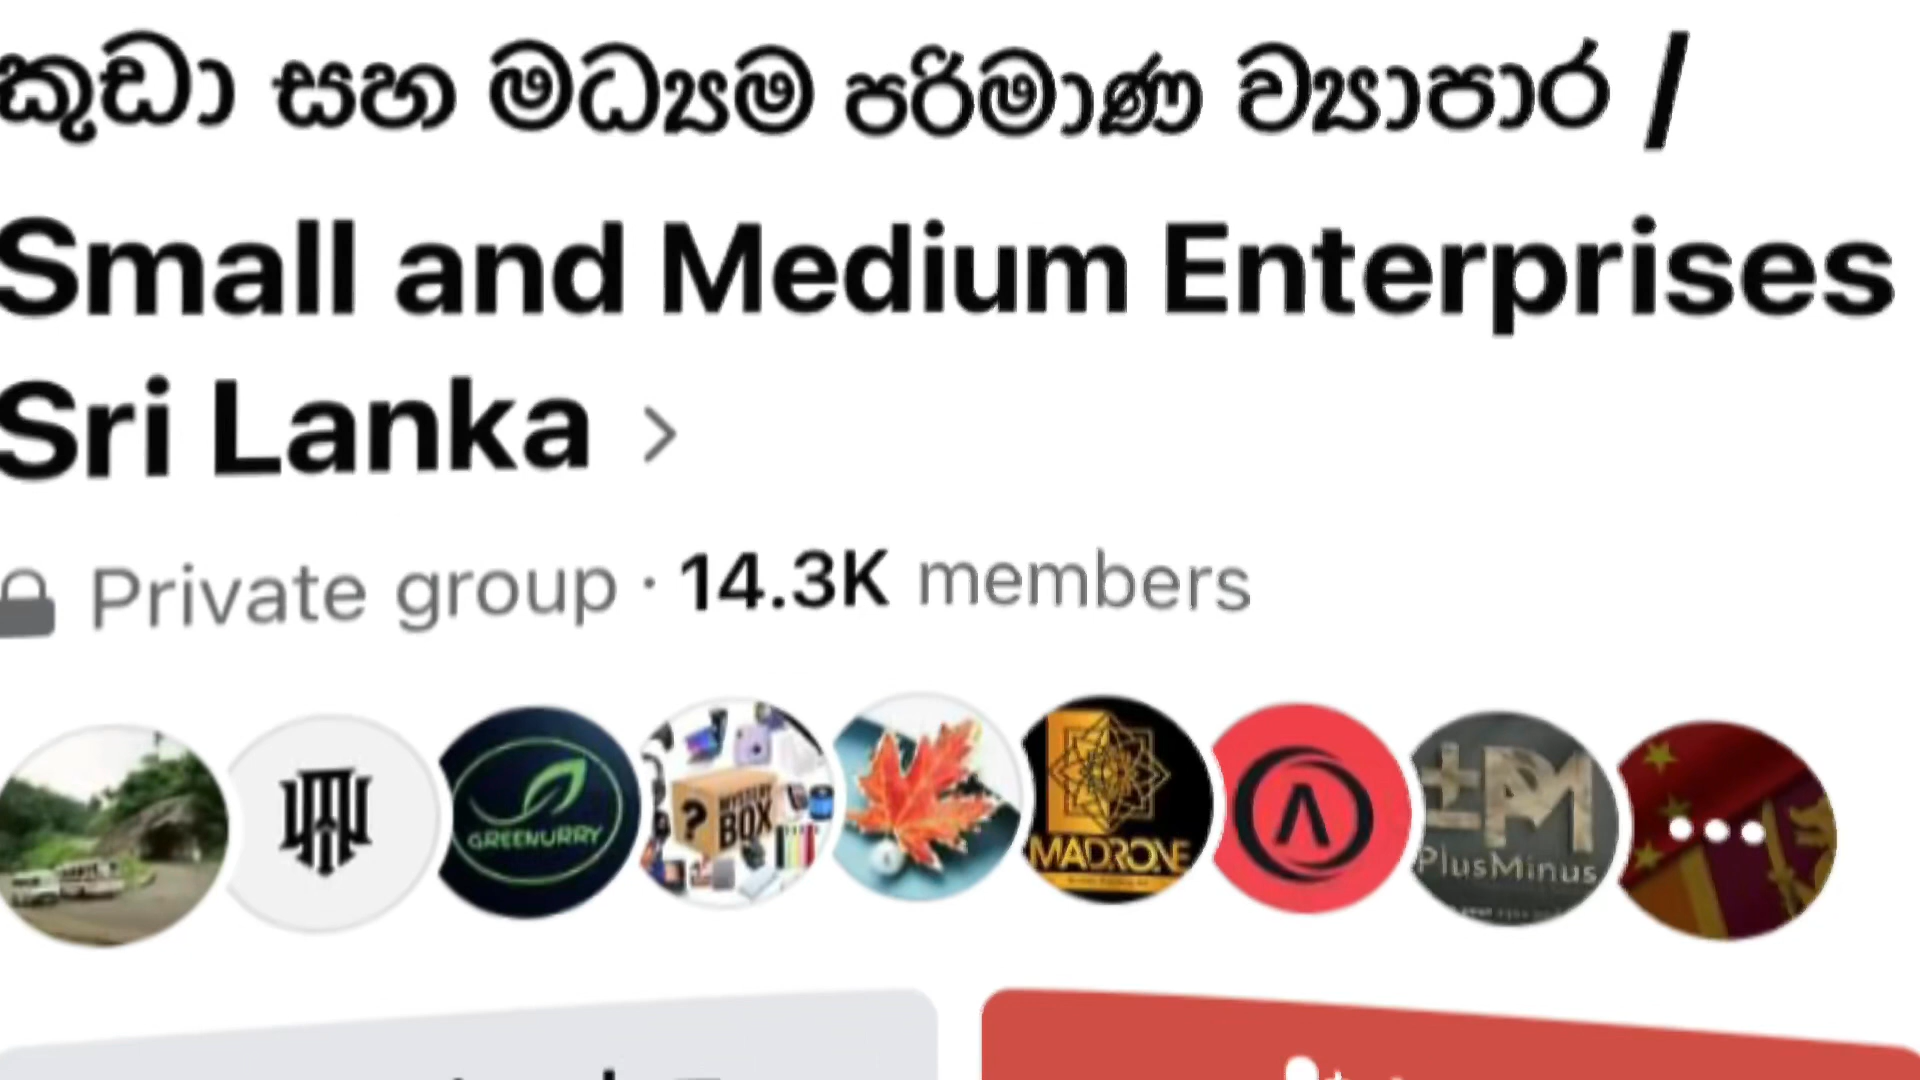 කුඩා සහ මධ්‍යම පරිමාණ ව්‍යාපාර /
Small and Medium Enterprises
Sri Lanka
Private group · 14.3K members
GREENURRY
? MYSTERY
BOX
MADRONE
±PM
PlusMinus